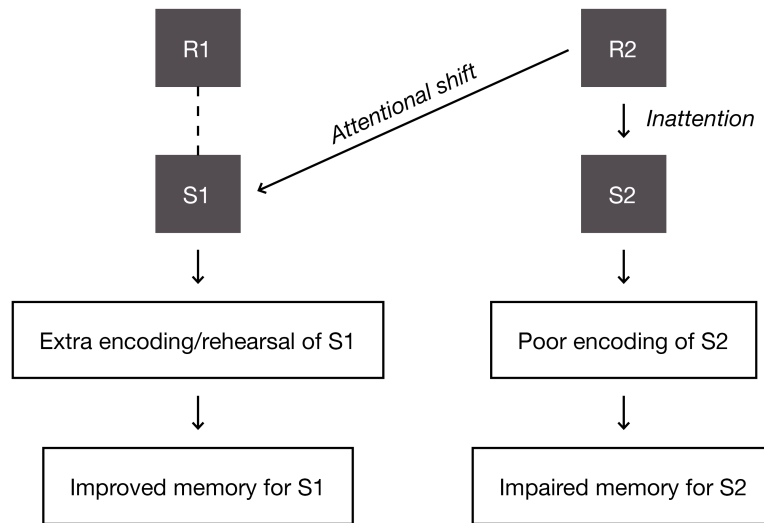 R1
R2
Attentional shift
Inattention
S1
S2
Extra encoding/rehearsal of S1
Poor encoding of S2
Improved memory for S1
Impaired memory for S2